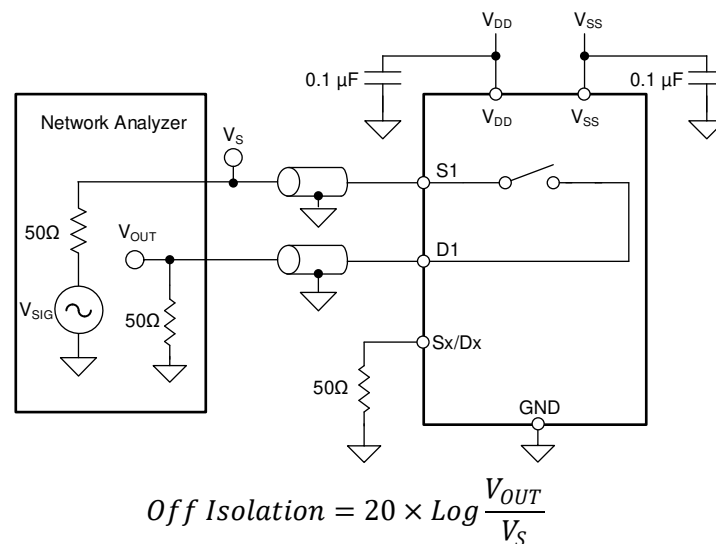 V_DD
V_SS
0.1 µF
0.1 µF
Network Analyzer
V_S
V_DD
V_SS
S1
50Ω
V_OUT
D1
V_SIG
50Ω
Sx/Dx
50Ω
GND
Off Isolation = 20 × Log V_OUT / V_S